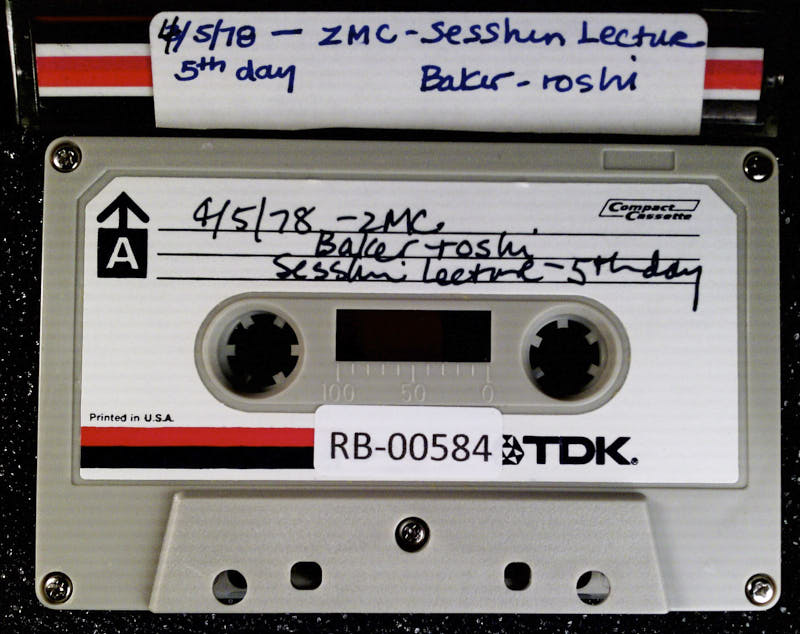 4/5/78 - ZMC - Sesshin Lecture
5th day Baker-roshi
4/5/78 - ZMC.
Compact Cassette
Baker-roshi.
Sesshin Lecture - 5th day
A
100 50 0
Printed in U.S.A.
RB-00584
TDK®